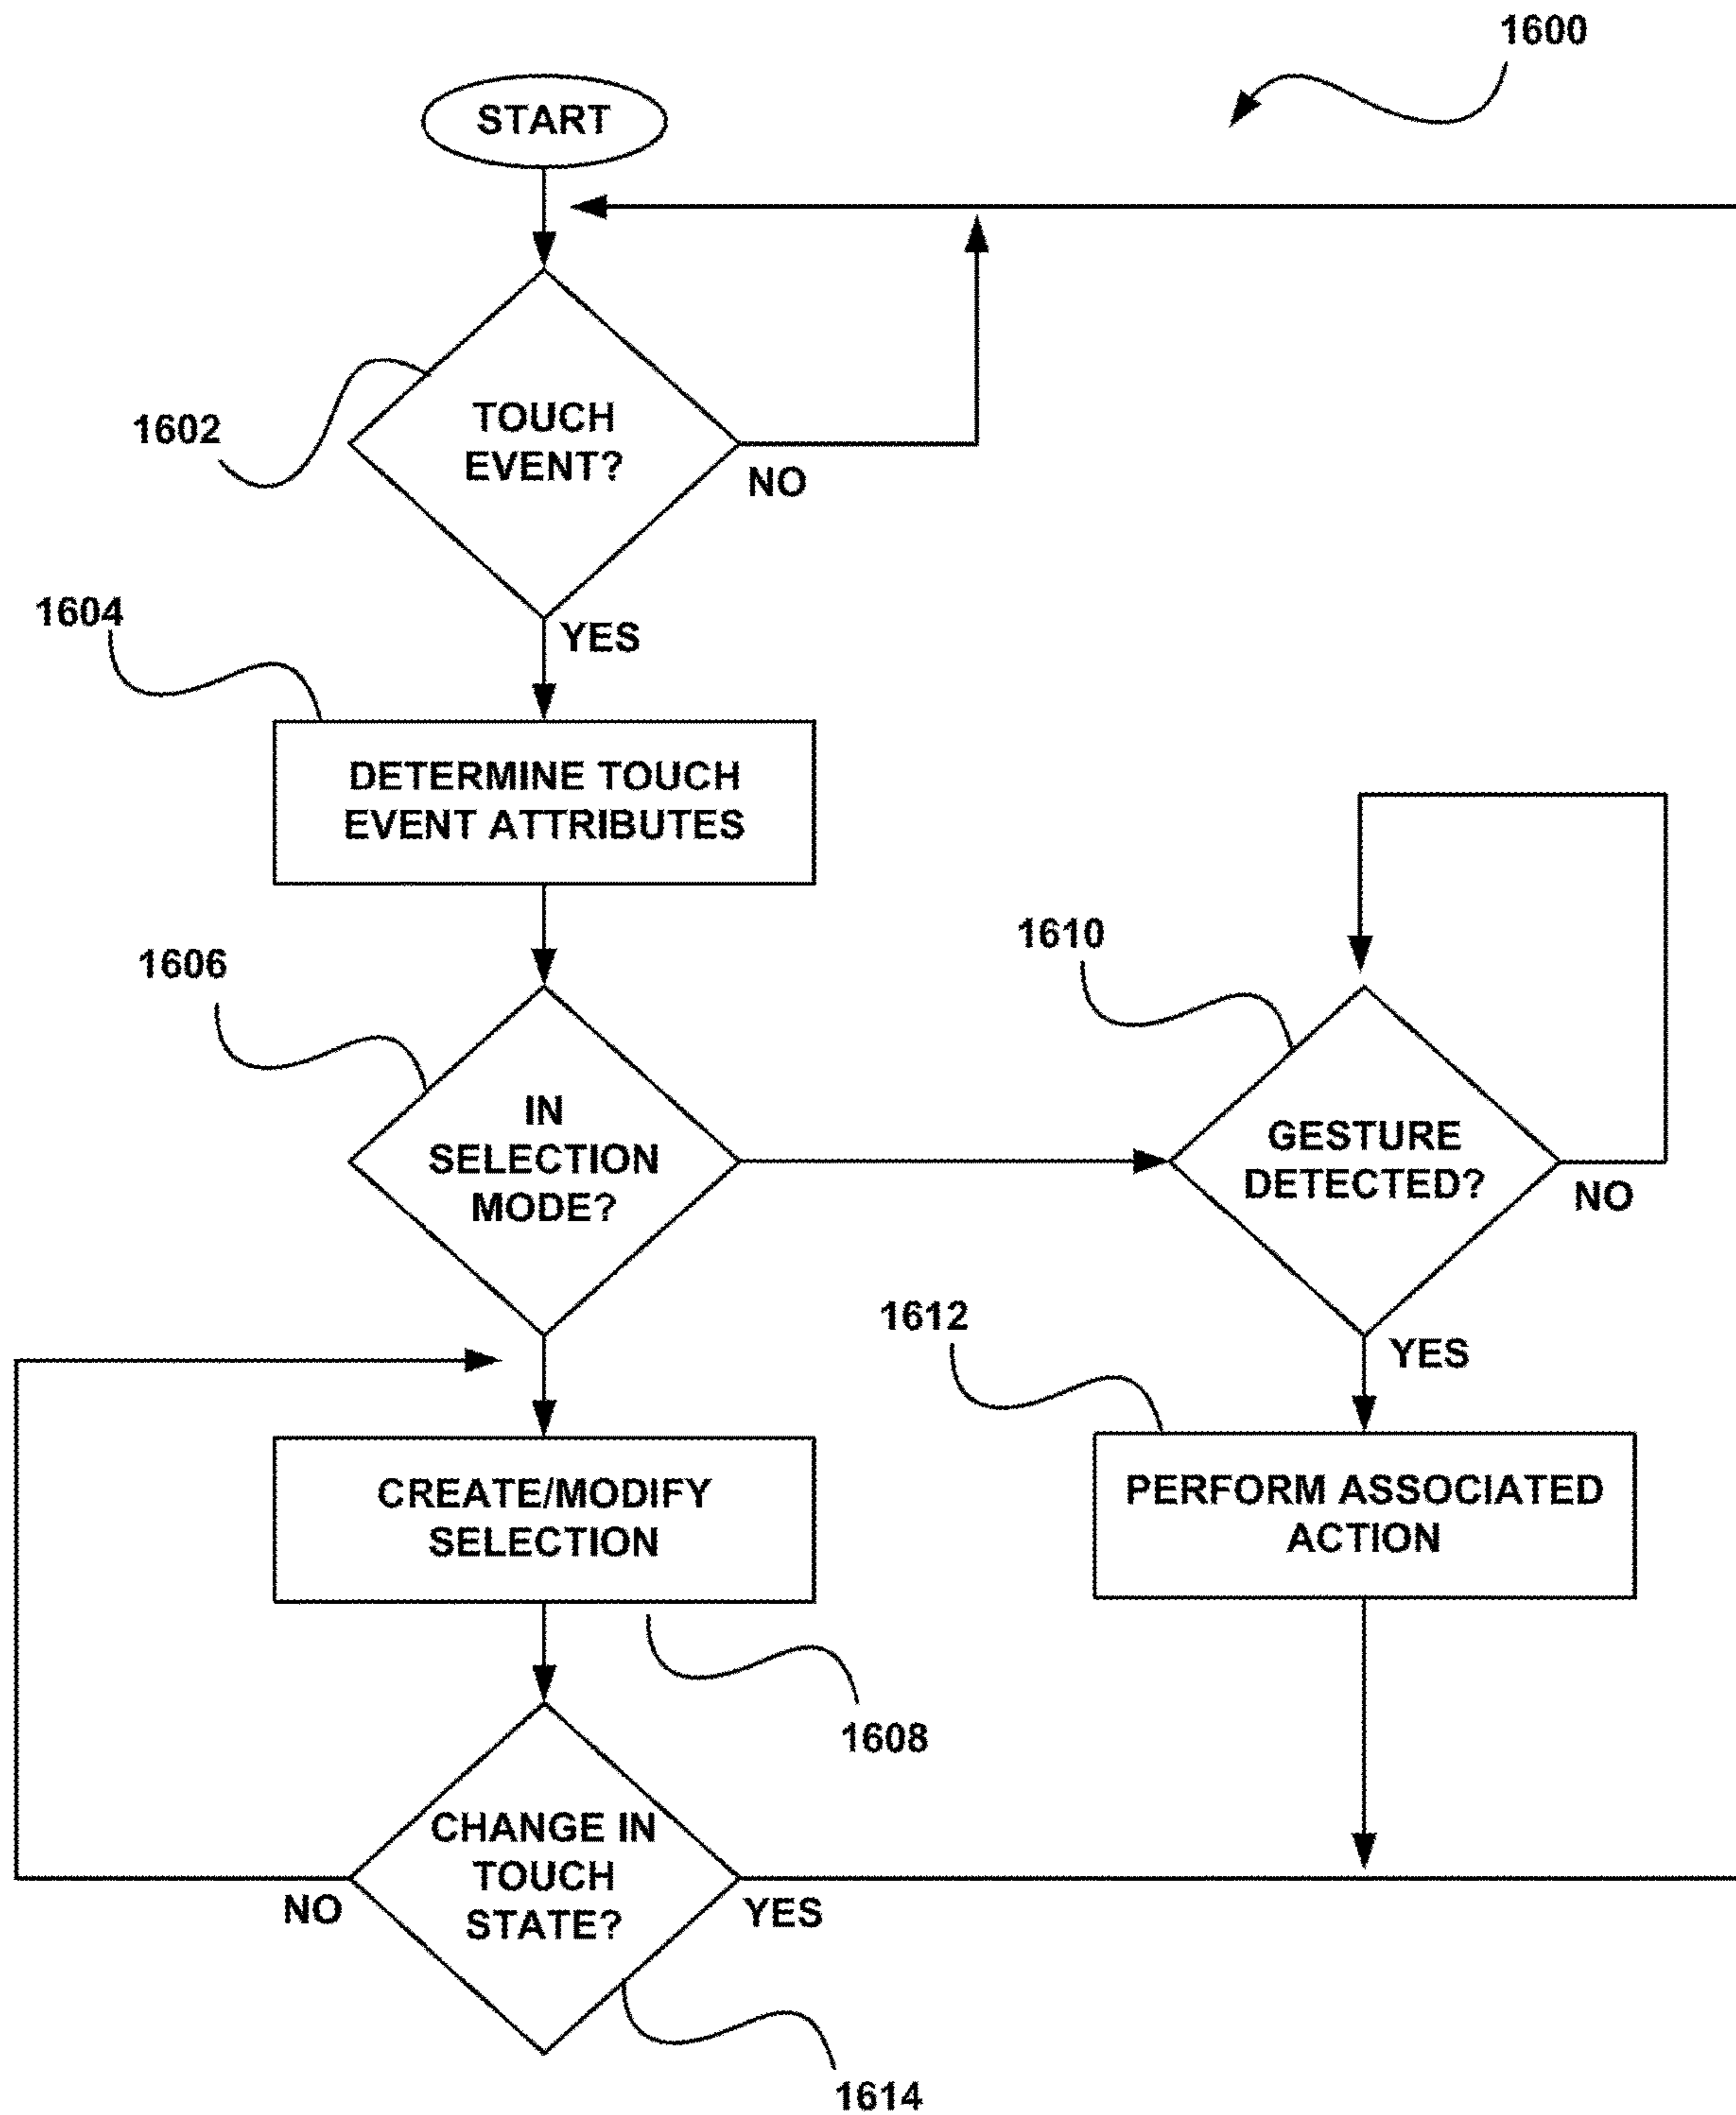 1600
START
1602
TOUCH
EVENT?
NO
YES
1604
DETERMINE TOUCH
EVENT ATTRIBUTES
1606
IN
SELECTION
MODE?
1610
GESTURE
DETECTED?
NO
YES
1612
PERFORM ASSOCIATED
ACTION
CREATE/MODIFY
SELECTION
1608
CHANGE IN
TOUCH
STATE?
NO
YES
1614